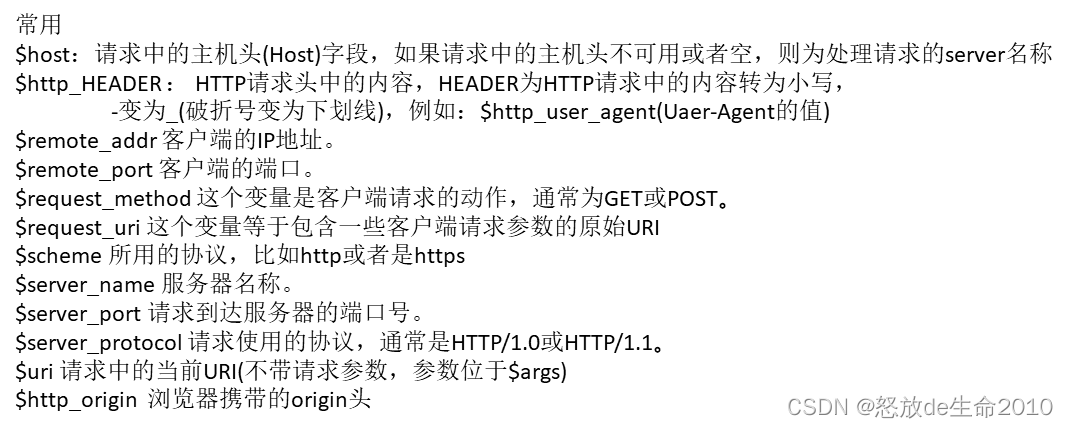 常用
$host：请求中的主机头(Host)字段，如果请求中的主机头不可用或者空，则为处理请求的server名称
$http_HEADER： HTTP请求头中的内容，HEADER为HTTP请求中的内容转为小写，
-变为_(破折号变为下划线)，例如：$http_user_agent(Uaer-Agent的值)
$remote_addr 客户端的IP地址。
$remote_port 客户端的端口。
$request_method 这个变量是客户端请求的动作，通常为GET或POST。
$request_uri 这个变量等于包含一些客户端请求参数的原始URI
$scheme 所用的协议，比如http或者是https
$server_name 服务器名称。
$server_port 请求到达服务器的端口号。
$server_protocol 请求使用的协议，通常是HTTP/1.0或HTTP/1.1。
$uri 请求中的当前URI(不带请求参数，参数位于$args)
$http_origin 浏览器携带的origin头
CSDN @怒放de生命2010